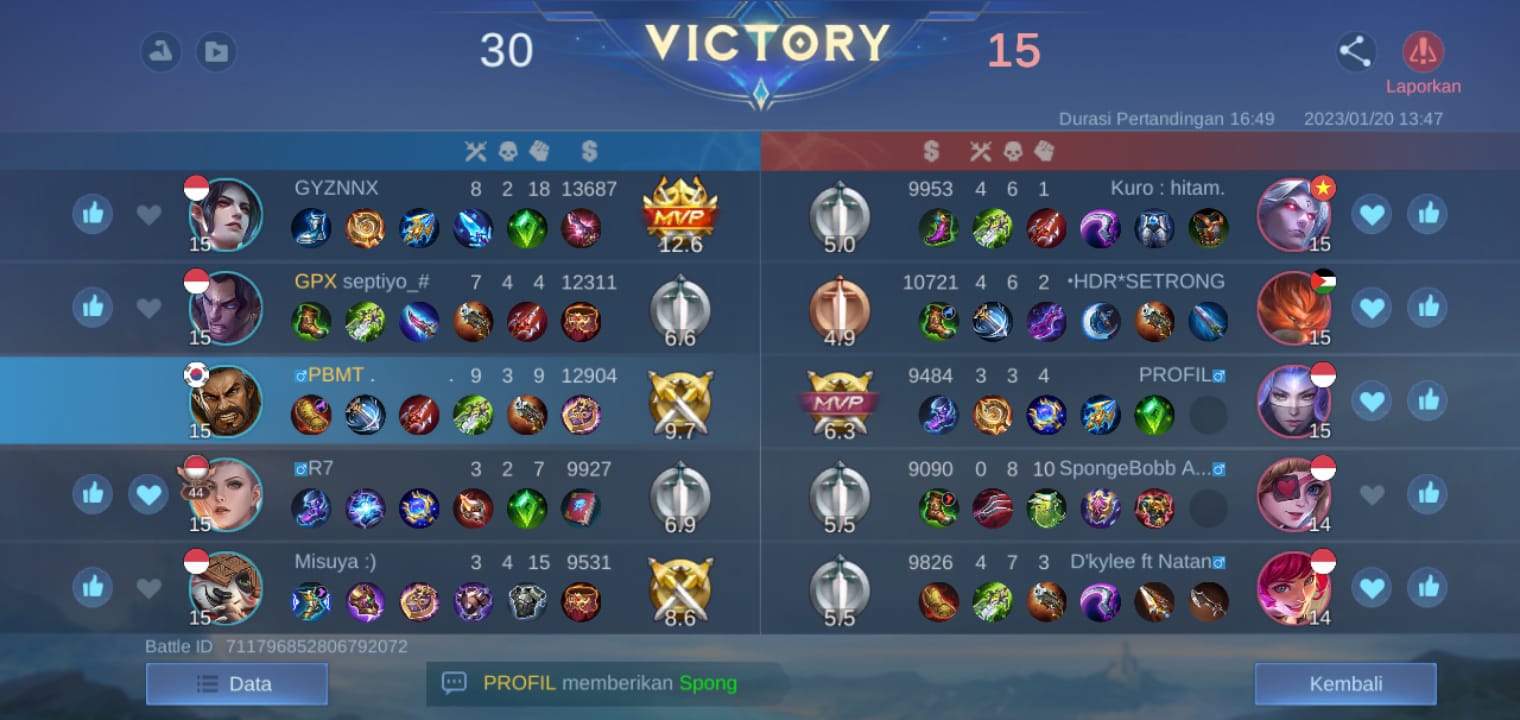 30 VICTORY 15
Laporkan
Durasi Pertandingan 16:49 2023/01/20 13:47
GYZNNX 8 2 18 13687 MVP 12.6 15
5.0 9953 4 6 1 Kuro : hitam. 15
GPX septiyo_# 7 4 4 12311 6.6 15
4.9 10721 4 6 2 •HDR*SETRONG 15
♂PBMT . . 9 3 9 12904 9.7 15
MVP 6.3 9484 3 3 4 PROFIL♂ 15
♂R7 3 2 7 9927 6.9 44 15
5.5 9090 0 8 10 SpongeBobb A...♂ 14
Misuya :) 3 4 15 9531 8.6 15
5.5 9826 4 7 3 D'kylee ft Natan♂ 14
Battle ID 711796852806792072
Data
PROFIL memberikan Spong
Kembali